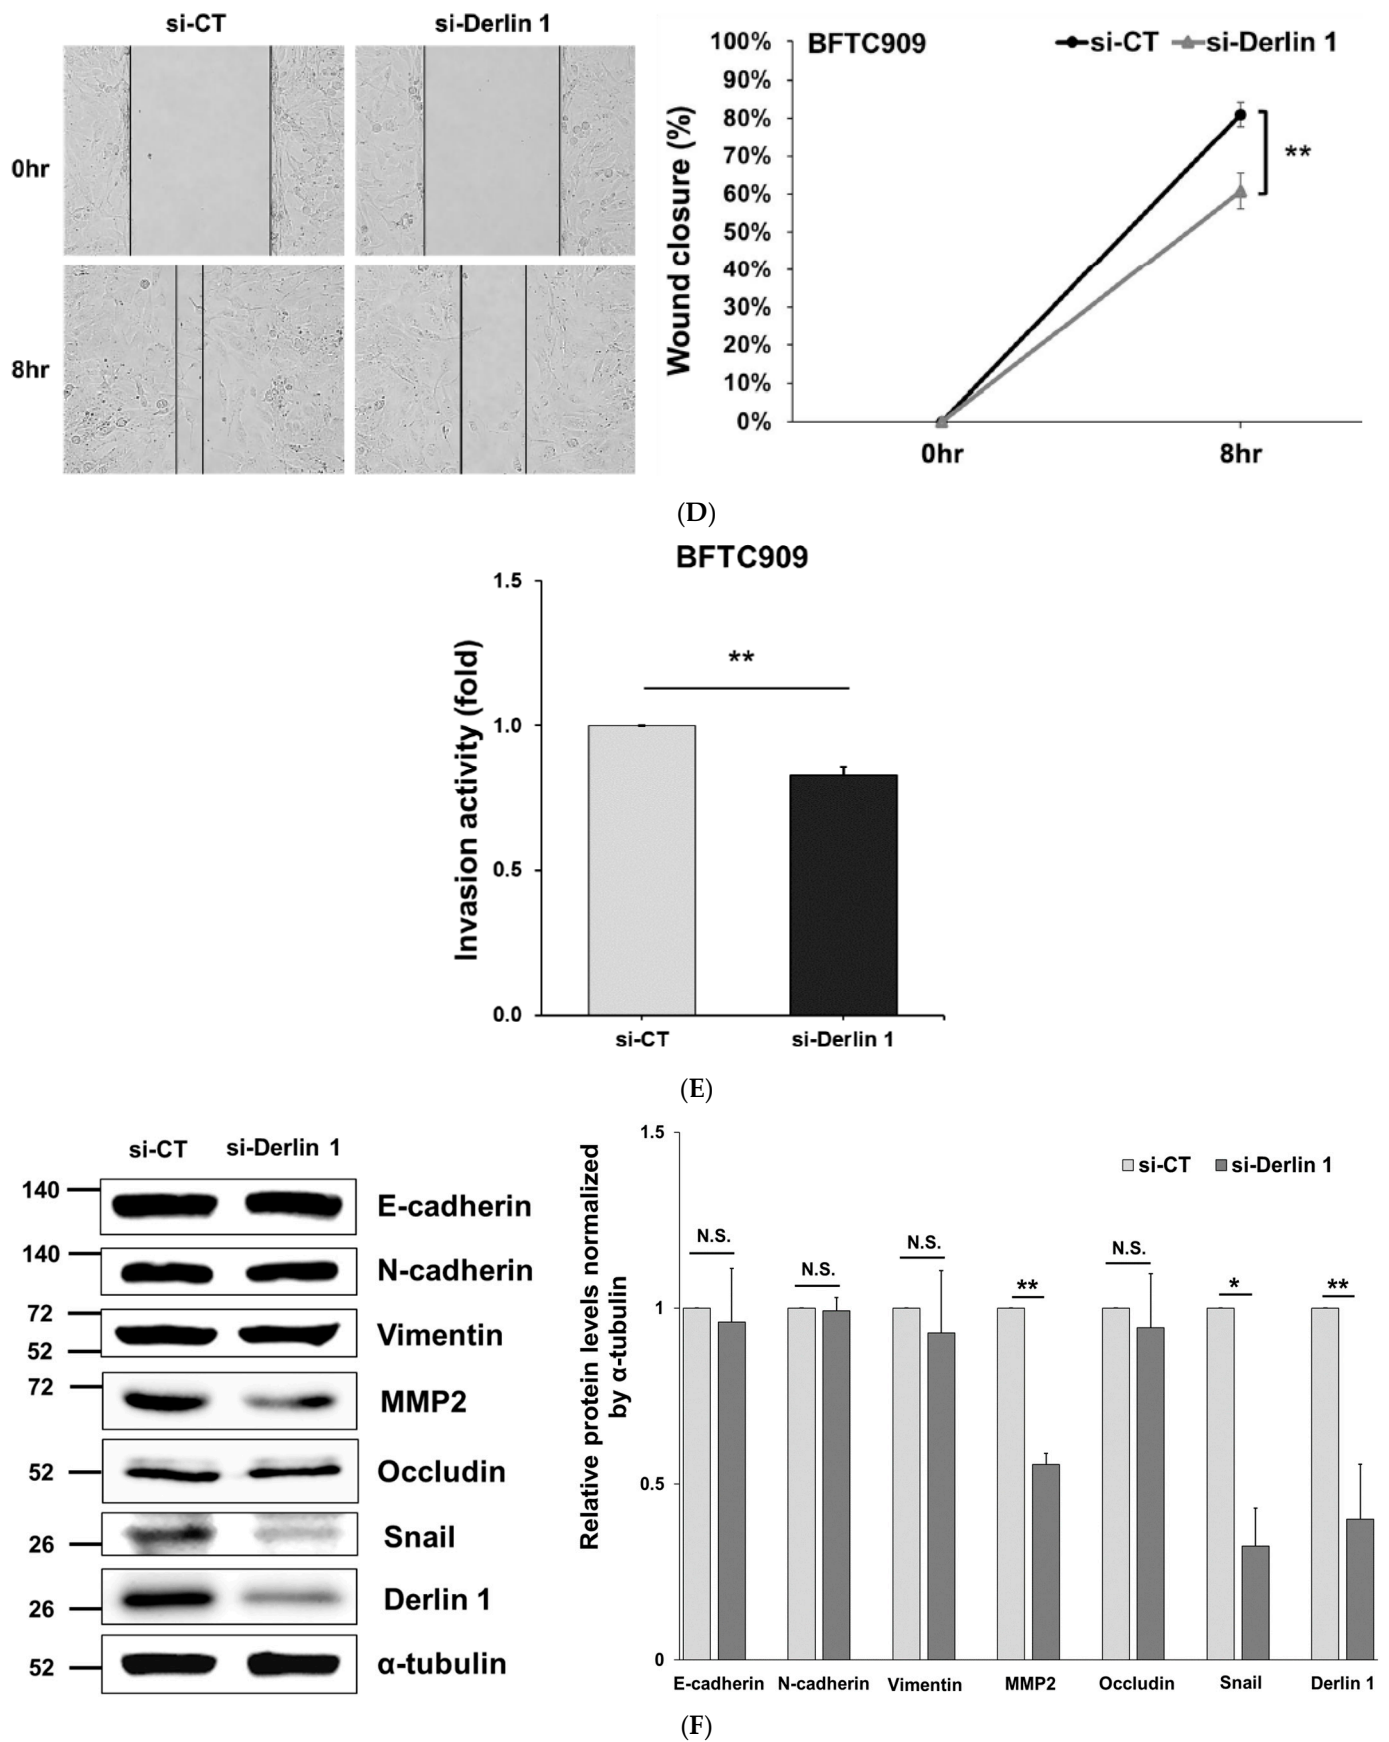 si-CT si-Derlin 1
0hr
8hr
BFTC909
si-CT si-Derlin 1
Wound closure (%)
100%
90%
80%
70%
60%
50%
40%
30%
20%
10%
0%
**
0hr 8hr
(D)
BFTC909
Invasion activity (fold)
1.5
1.0
0.5
0.0
**
si-CT si-Derlin 1
(E)
si-CT si-Derlin 1
140 E-cadherin
140 N-cadherin
72
52 Vimentin
72 MMP2
52 Occludin
26 Snail
26 Derlin 1
52 α-tubulin
Relative protein levels normalized
by α-tubulin
1.5
1
0.5
0
si-CT si-Derlin 1
N.S. N.S. N.S. ** N.S. * **
E-cadherin N-cadherin Vimentin MMP2 Occludin Snail Derlin 1
(F)